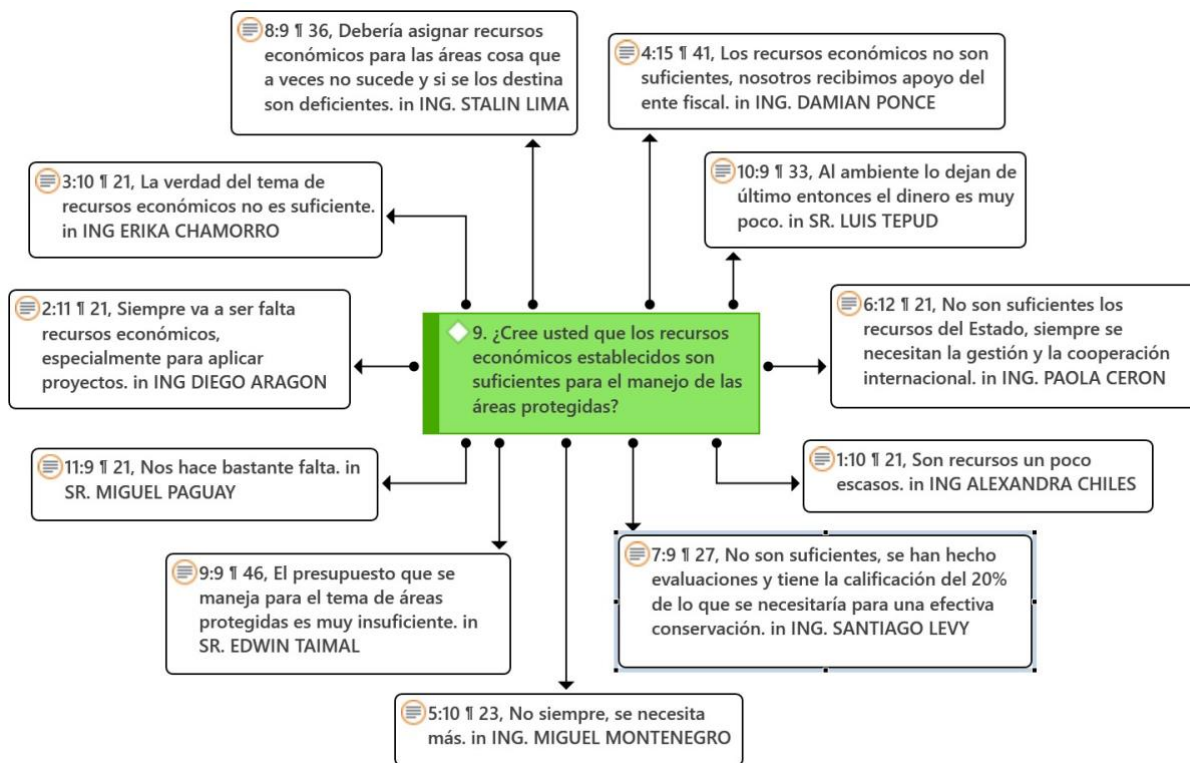 8:9 ¶ 36, Debería asignar recursos
económicos para las áreas cosa que
a veces no sucede y si se los destina
son deficientes. in ING. STALIN LIMA
4:15 ¶ 41, Los recursos económicos no son
suficientes, nosotros recibimos apoyo del
ente fiscal. in ING. DAMIAN PONCE
3:10 ¶ 21, La verdad del tema de
recursos económicos no es suficiente.
in ING ERIKA CHAMORRO
10:9 ¶ 33, Al ambiente lo dejan de
último entonces el dinero es muy
poco. in SR. LUIS TEPUD
2:11 ¶ 21, Siempre va a ser falta
recursos económicos,
especialmente para aplicar
proyectos. in ING DIEGO ARAGON
9. ¿Cree usted que los recursos
económicos establecidos son
suficientes para el manejo de las
áreas protegidas?
6:12 ¶ 21, No son suficientes los
recursos del Estado, siempre se
necesitan la gestión y la cooperación
internacional. in ING. PAOLA CERON
11:9 ¶ 21, Nos hace bastante falta. in
SR. MIGUEL PAGUAY
1:10 ¶ 21, Son recursos un poco
escasos. in ING ALEXANDRA CHILES
9:9 ¶ 46, El presupuesto que se
maneja para el tema de áreas
protegidas es muy insuficiente. in
SR. EDWIN TAIMAL
7:9 ¶ 27, No son suficientes, se han hecho
evaluaciones y tiene la calificación del 20%
de lo que se necesitaría para una efectiva
conservación. in ING. SANTIAGO LEVY
5:10 ¶ 23, No siempre, se necesita
más. in ING. MIGUEL MONTENEGRO